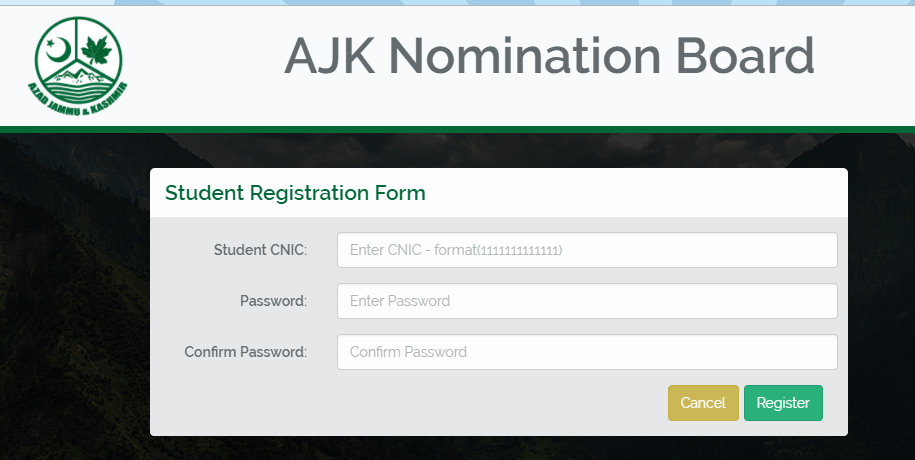 AJK Nomination Board
AZAD JAMMU & KASHMIR
Student Registration Form
Student CNIC:
Enter CNIC - format(1111111111111)
Password:
Enter Password
Confirm Password:
Confirm Password
Cancel
Register